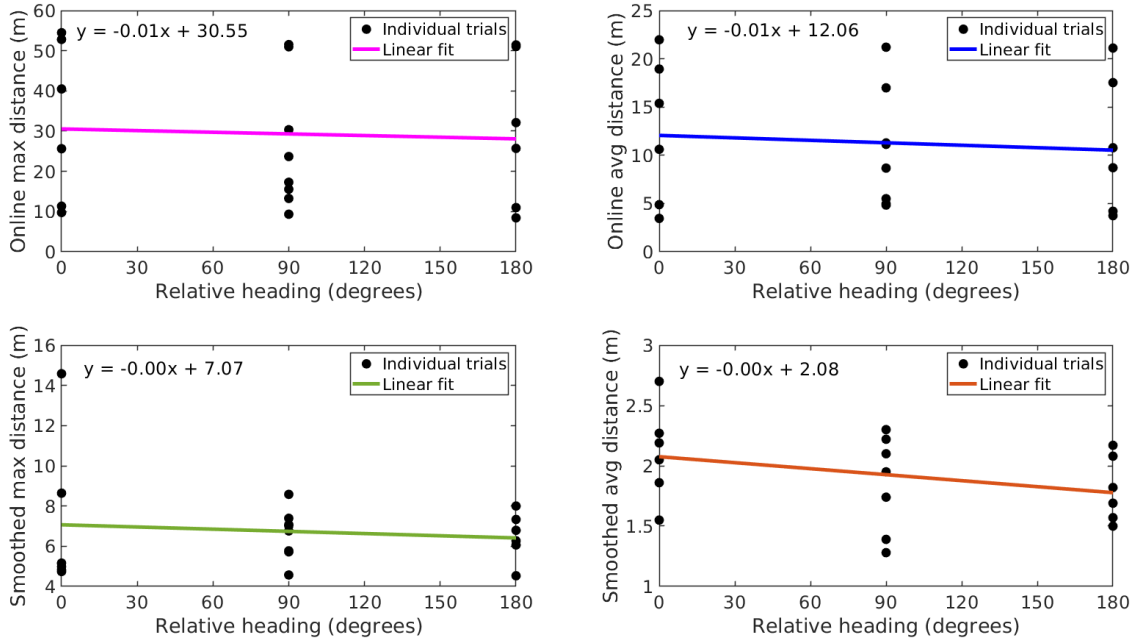 y = -0.01x + 30.55
Individual trials
Linear fit
60
50
40
30
20
10
0
Online max distance (m)
0 30 60 90 120 150 180
Relative heading (degrees)
y = -0.01x + 12.06
Individual trials
Linear fit
25
20
15
10
5
0
Online avg distance (m)
0 30 60 90 120 150 180
Relative heading (degrees)
y = -0.00x + 7.07
Individual trials
Linear fit
16
14
12
10
8
6
4
Smoothed max distance (m)
0 30 60 90 120 150 180
Relative heading (degrees)
y = -0.00x + 2.08
Individual trials
Linear fit
3
2.5
2
1.5
1
Smoothed avg distance (m)
0 30 60 90 120 150 180
Relative heading (degrees)